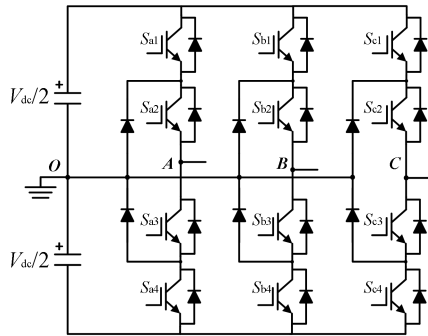 Sa1 Sb1 Sc1
+
Vdc/2
Sa2 Sb2 Sc2
O A B C
+
Vdc/2
Sa3 Sb3 Sc3
Sa4 Sb4 Sc4